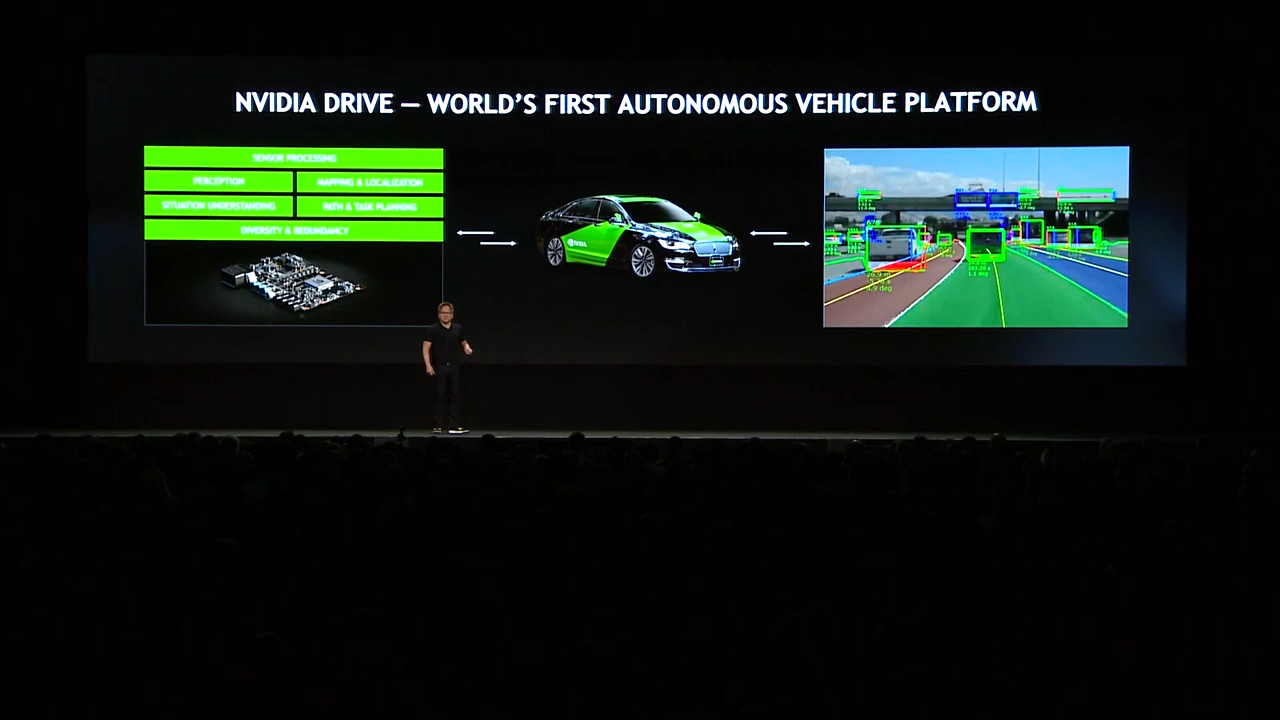 NVIDIA DRIVE — WORLD'S FIRST AUTONOMOUS VEHICLE PLATFORM
SENSOR PROCESSING
PERCEPTION
MAPPING & LOCALIZATION
SITUATION UNDERSTANDING
PATH & TASK PLANNING
DIVERSITY & REDUNDANCY
NVIDIA